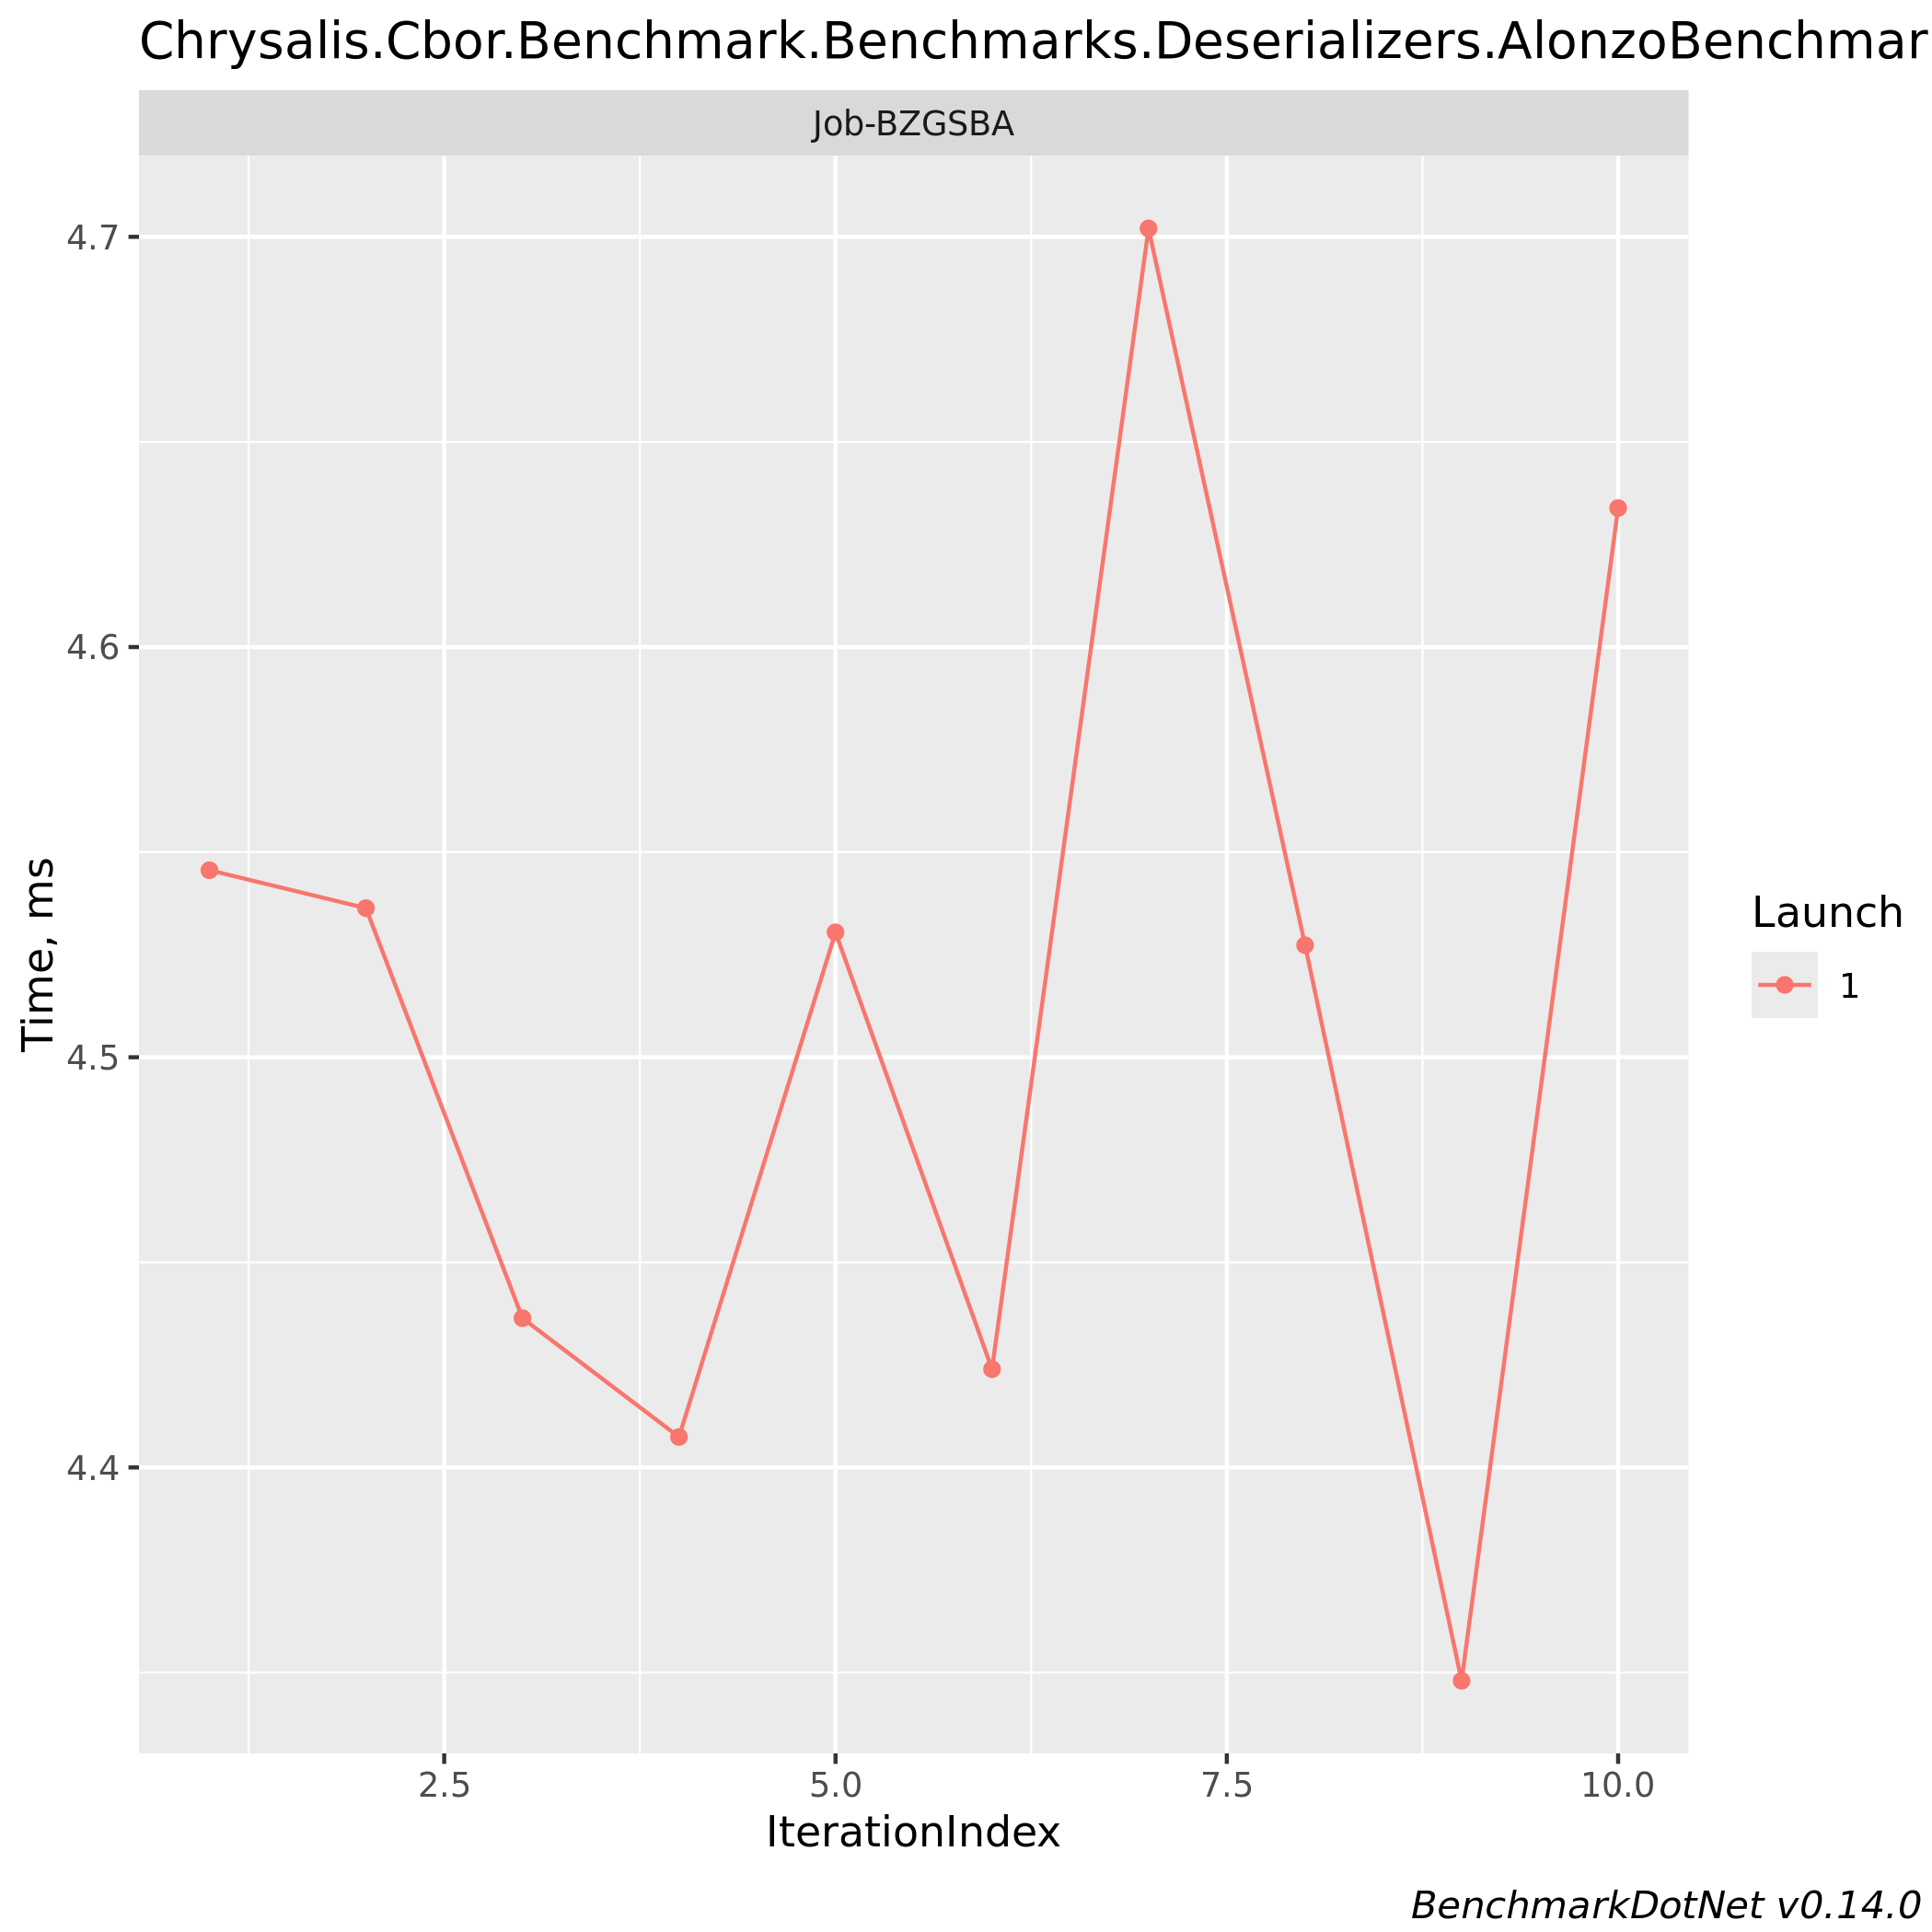 Chrysalis.Cbor.Benchmark.Benchmarks.Deserializers.AlonzoBenchmar
Job-BZGSBA
4.7
4.6
4.5
4.4
Time, ms
2.5 5.0 7.5 10.0
IterationIndex
Launch
1
BenchmarkDotNet v0.14.0